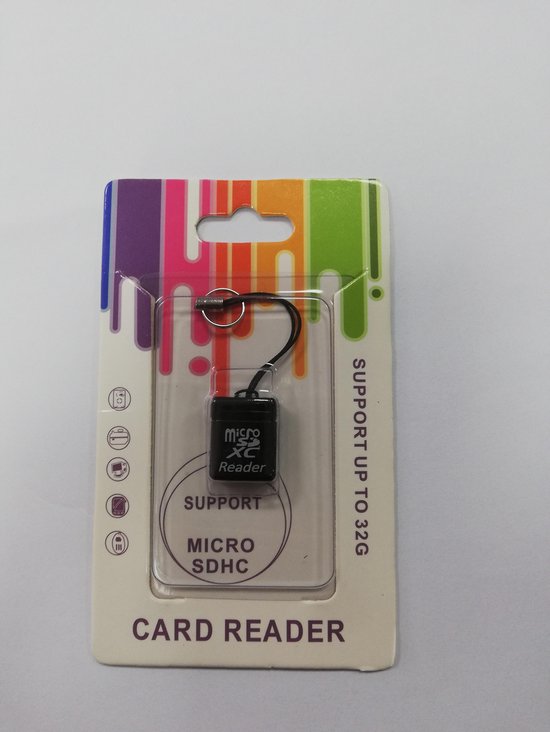 micro
SD
XC
Reader
SUPPORT
MICRO
SDHC
SUPPORT UP TO 32G
CARD READER